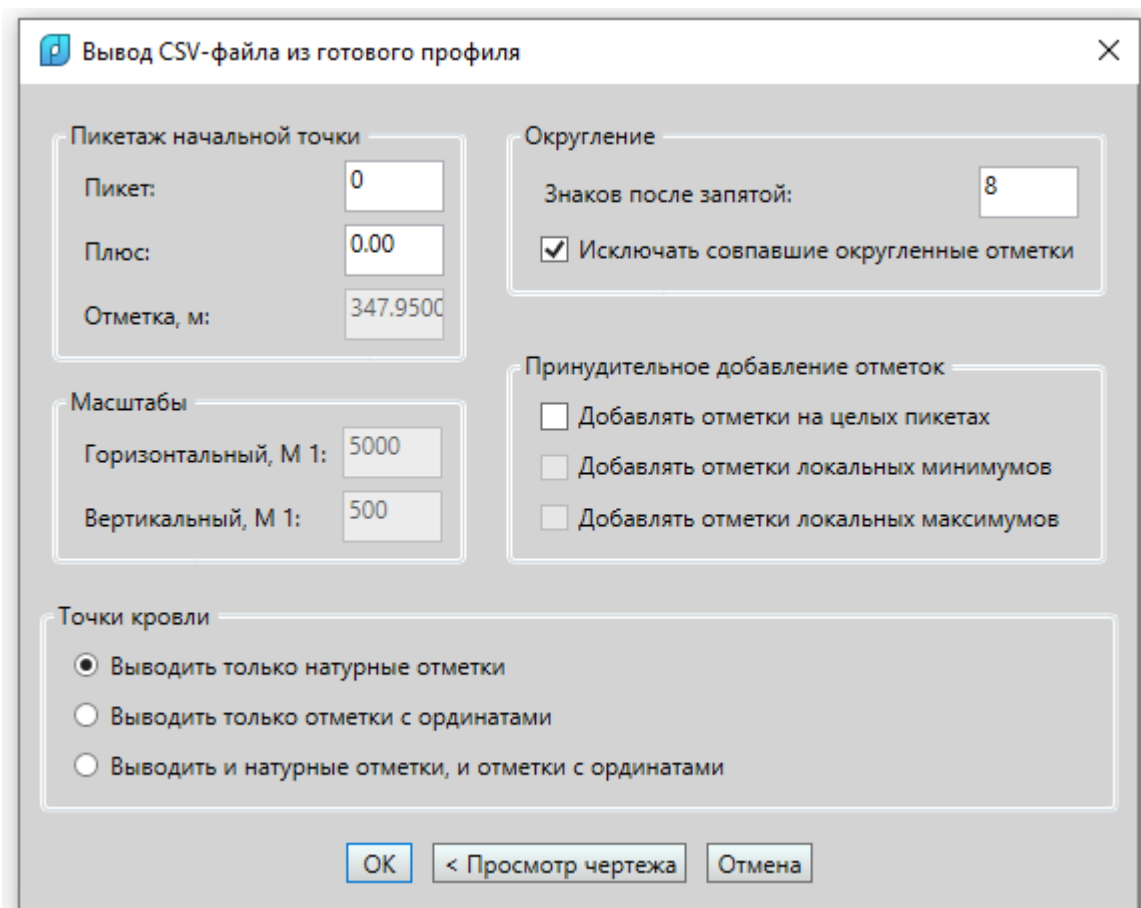 Вывод CSV-файла из готового профиля
Пикетаж начальной точки
Пикет: 0
Плюс: 0.00
Отметка, м: 347.9500
Масштабы
Горизонтальный, М 1: 5000
Вертикальный, М 1: 500
Округление
Знаков после запятой: 8
Исключать совпавшие округленные отметки
Принудительное добавление отметок
Добавлять отметки на целых пикетах
Добавлять отметки локальных минимумов
Добавлять отметки локальных максимумов
Точки кровли
Выводить только натурные отметки
Выводить только отметки с ординатами
Выводить и натурные отметки, и отметки с ординатами
OK
< Просмотр чертежа
Отмена